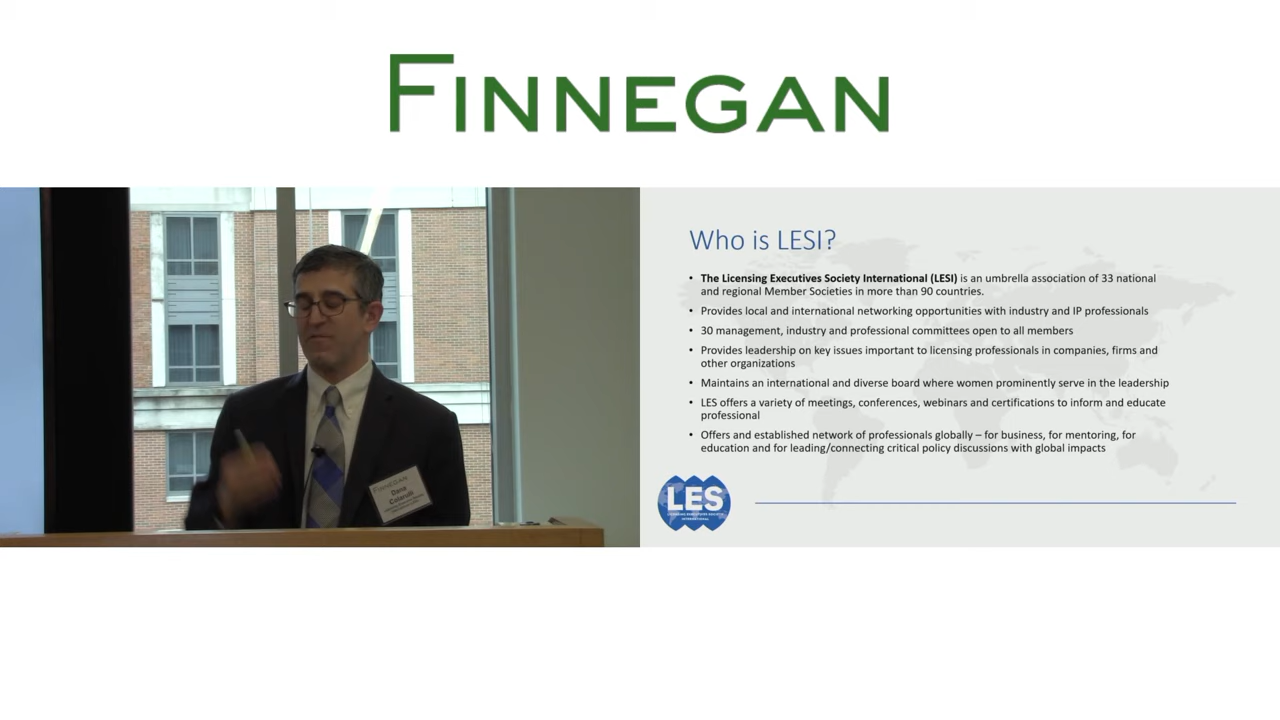 FINNEGAN
Who is LESI?
• The Licensing Executives Society International (LESI) is an umbrella association of 33 national
and regional Member Societies in more than 90 countries.
• Provides local and international networking opportunities with industry and IP professionals
• 30 management, industry and professional committees open to all members
• Provides leadership on key issues important to licensing professionals in companies, firms and
other organizations
• Maintains an international and diverse board where women prominently serve in the leadership
• LES offers a variety of meetings, conferences, webinars and certifications to inform and educate
professional
• Offers and established network of professionals globally – for business, for mentoring, for
education and for leading/connecting critical policy discussions with global impacts
LES
LICENSING EXECUTIVES SOCIETY
INTERNATIONAL
FINNEGAN
Dana
Colarulli